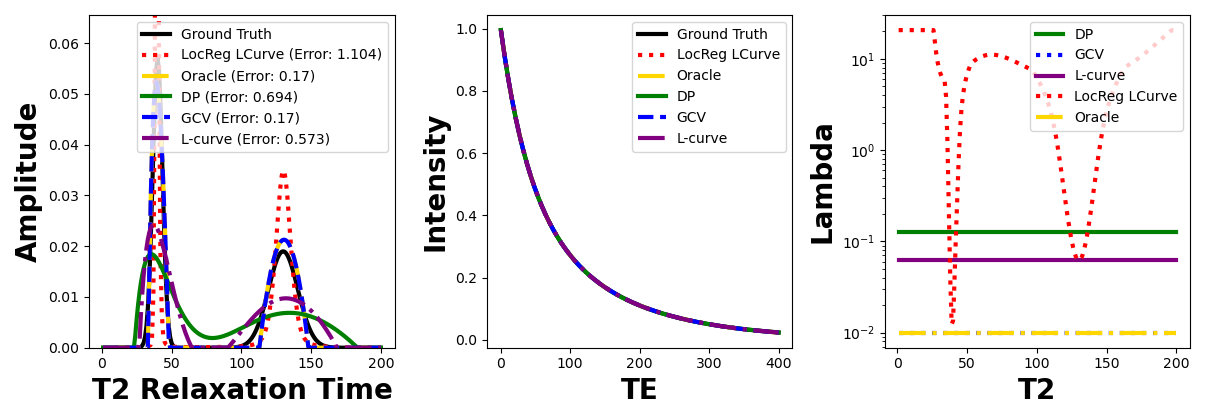 Amplitude
0.06
0.05
0.04
0.03
0.02
0.01
0.00
0
50
100
150
200
T2 Relaxation Time
Ground Truth
LocReg LCurve (Error: 1.104)
Oracle (Error: 0.17)
DP (Error: 0.694)
GCV (Error: 0.17)
L-curve (Error: 0.573)
Intensity
1.0
0.8
0.6
0.4
0.2
0.0
0
100
200
300
400
TE
Ground Truth
LocReg LCurve
Oracle
DP
GCV
L-curve
Lambda
10¹
10⁰
10⁻¹
10⁻²
0
50
100
150
200
T2
DP
GCV
L-curve
LocReg LCurve
Oracle